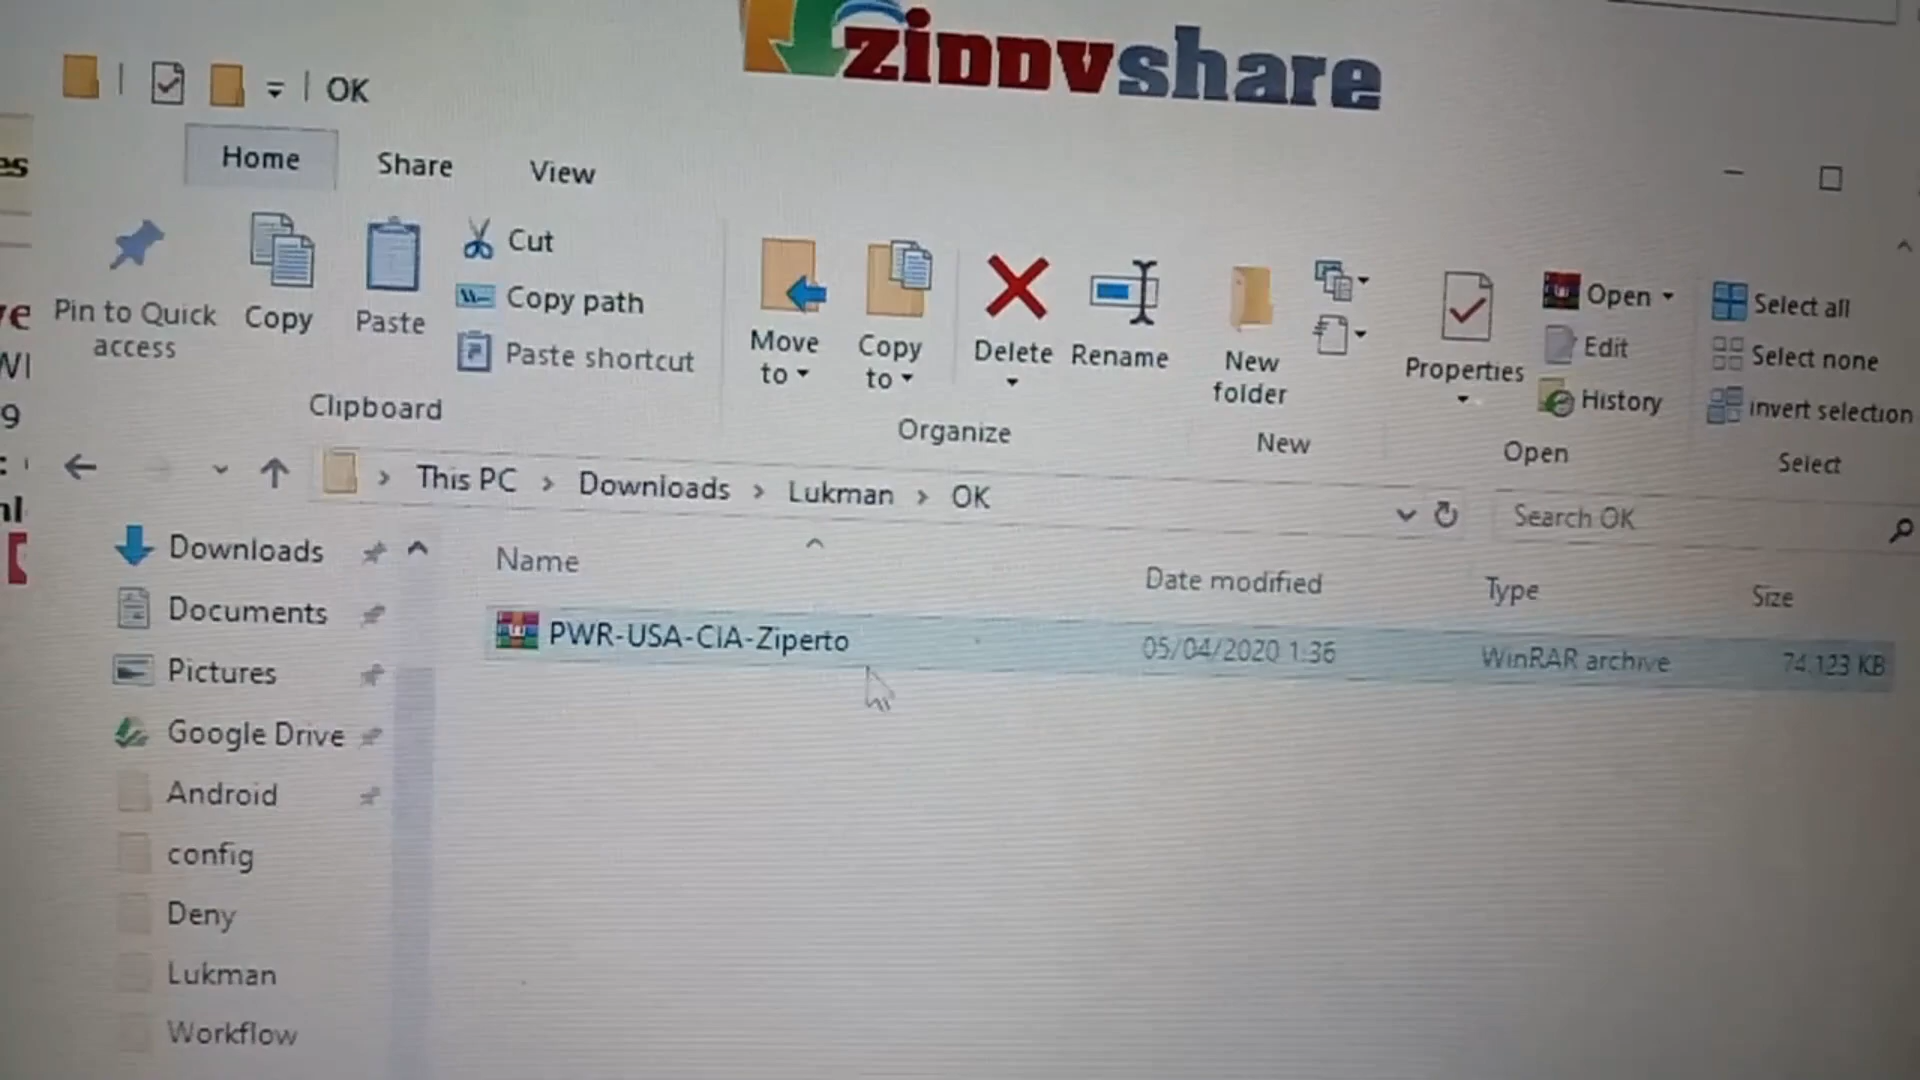 zippyshare
OK
Home Share View
Pin to Quick access
Copy
Paste
Cut
Copy path
Paste shortcut
Clipboard
Move to
Copy to
Delete
Rename
Organize
New folder
New
Properties
Open
Edit
History
Open
Select all
Select none
Invert selection
Select
This PC > Downloads > Lukman > OK
Search OK
Name Date modified Type Size
PWR-USA-CIA-Ziperto 05/04/2020 1:36 WinRAR archive 74.123 KB
Downloads
Documents
Pictures
Google Drive
Android
config
Deny
Lukman
Workflow